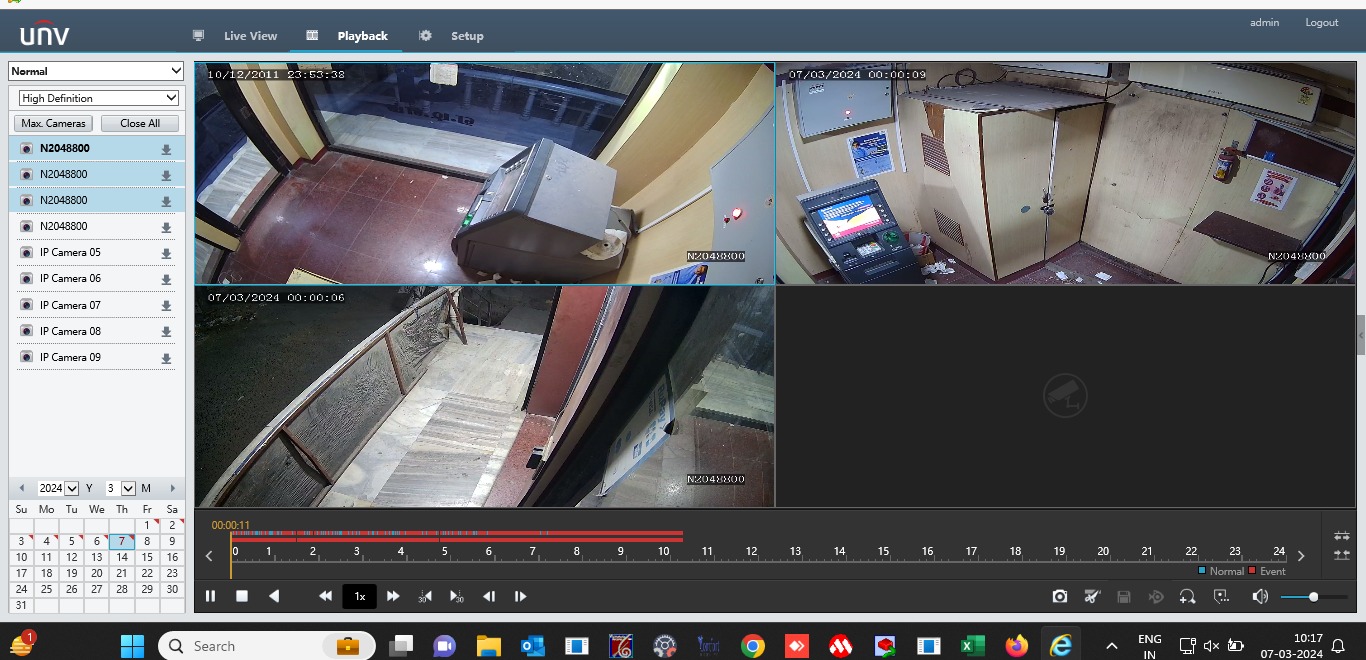 unv
Live View
Playback
Setup
admin
Logout
Normal
High Definition
Max. Cameras
Close All
N2048800
N2048800
N2048800
N2048800
IP Camera 05
IP Camera 06
IP Camera 07
IP Camera 08
IP Camera 09
10/12/2011 23:53:38
N2048800
07/03/2024 00:00:09
N2048800
07/03/2024 00:00:06
N2048800
2024 Y 3 M
Su Mo Tu We Th Fr Sa
1 2
3 4 5 6 7 8 9
10 11 12 13 14 15 16
17 18 19 20 21 22 23
24 25 26 27 28 29 30
31
00:00:11
0 1 2 3 4 5 6 7 8 9 10 11 12 13 14 15 16 17 18 19 20 21 22 23 24
Normal Event
1x
30
30
1
Search
ENG
IN
10:17
07-03-2024